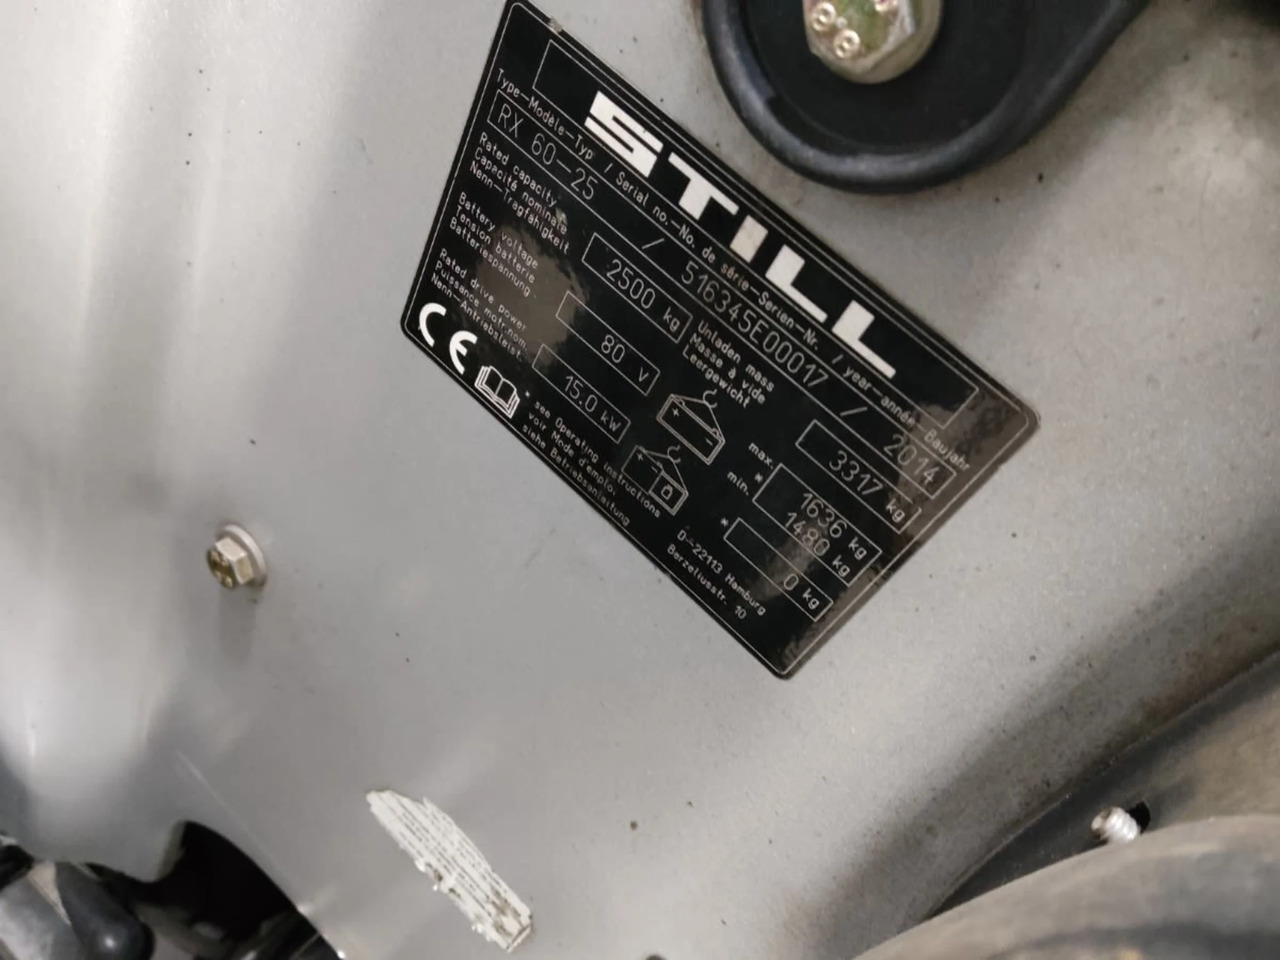 STILL
Type-Modèle-Typ / Serial no.-No. de série-Serien-Nr. / year-année-Baujahr
RX 60-25 / 516345E00017 / 2014
Rated capacity
Capacité nominale
Nenn-Tragfähigkeit
2500 kg
Unladen mass
Masse à vide
Leergewicht
3317 kg
Battery voltage
Tension batterie
Batteriespannung
80 V
+ -
max. 1636 kg
* min. 1480 kg
Rated drive power
Puissance motr.nom.
Nenn-Antriebsleist.
15.0 kW
+ -
* 0 kg
CE
* see Operating instructions
voir Mode d'emploi
siehe Betriebsanleitung
D-22113 Hamburg
Berzeliusstr. 10